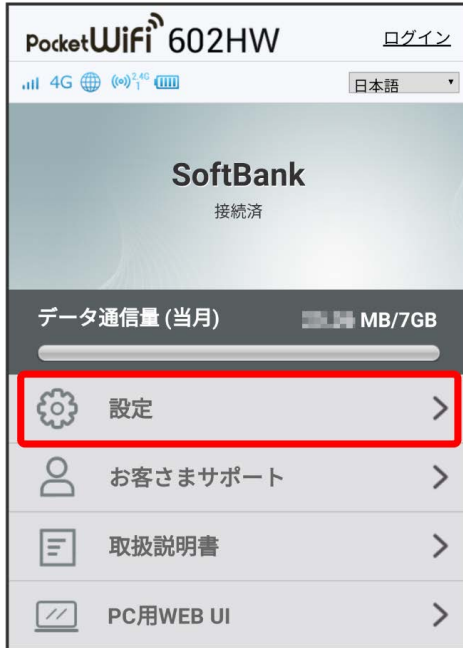 PocketWiFi 602HW ログイン
4G 2.4G 1 日本語
SoftBank
接続済
データ通信量 (当月) MB/7GB
設定
お客さまサポート
取扱説明書
PC用WEB UI